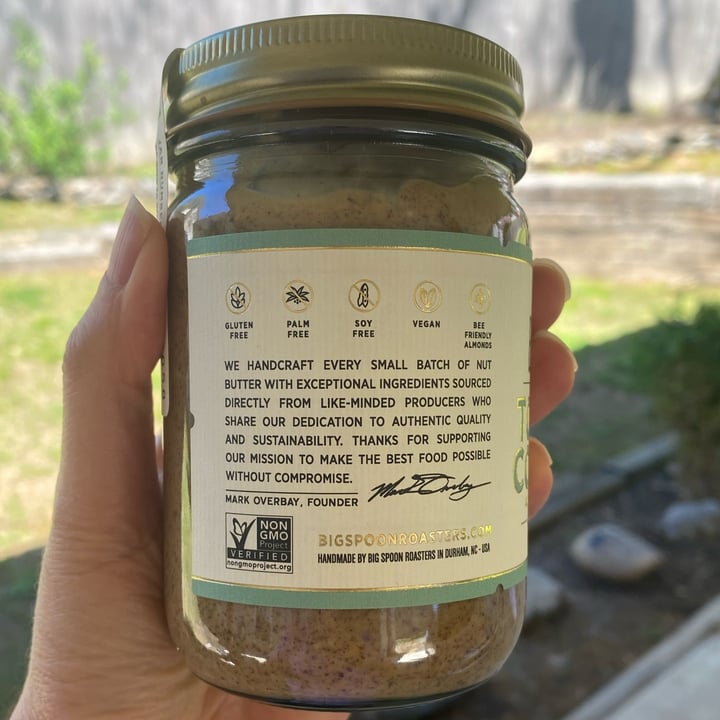 GLUTEN
FREE
PALM
FREE
SOY
FREE
VEGAN
BEE
FRIENDLY
ALMONDS
WE HANDCRAFT EVERY SMALL BATCH OF NUT
BUTTER WITH EXCEPTIONAL INGREDIENTS SOURCED
DIRECTLY FROM LIKE-MINDED PRODUCERS WHO
SHARE OUR DEDICATION TO AUTHENTIC QUALITY
AND SUSTAINABILITY. THANKS FOR SUPPORTING
OUR MISSION TO MAKE THE BEST FOOD POSSIBLE
WITHOUT COMPROMISE.
MARK OVERBAY, FOUNDER
Mark Overbay
NON
GMO
Project
VERIFIED
nongmoproject.org
BIGSPOONROASTERS.COM
HANDMADE BY BIG SPOON ROASTERS IN DURHAM, NC - USA